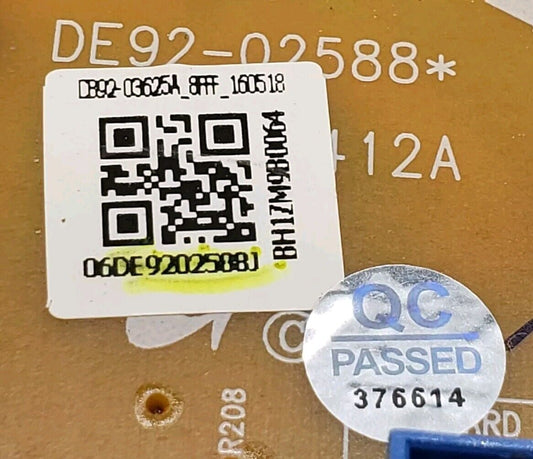 DE92-02588*
DB92-03625A_8FFF_160518
412A
BH17M9B0064
06DE9202588J
©
QC
PASSED
376614
R208
ARD